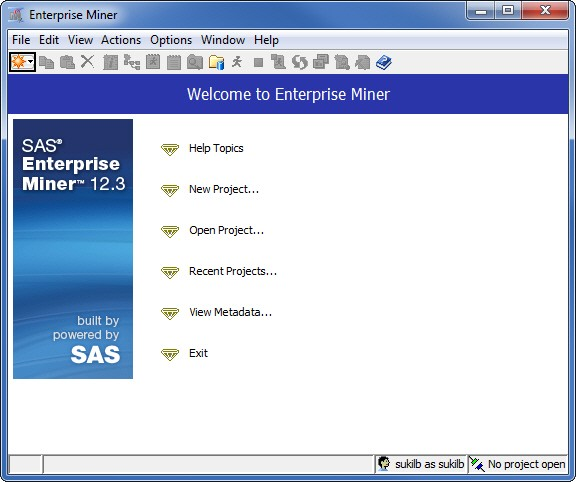 Enterprise Miner
File Edit View Actions Options Window Help
Welcome to Enterprise Miner
SAS®
Enterprise
Miner™ 12.3
built by
powered by
SAS
Help Topics
New Project...
Open Project...
Recent Projects...
View Metadata...
Exit
sukilb as sukilb
No project open